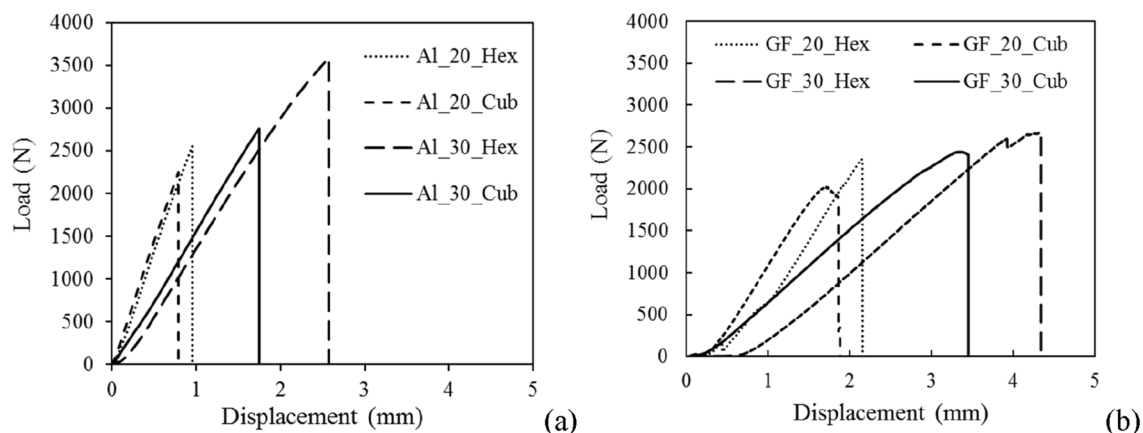 4000
3500
3000
2500
2000
1500
1000
500
0
Load (N)
Al_20_Hex
Al_20_Cub
Al_30_Hex
Al_30_Cub
0 1 2 3 4 5
Displacement (mm)
(a)
4000
3500
3000
2500
2000
1500
1000
500
0
Load (N)
GF_20_Hex GF_20_Cub
GF_30_Hex GF_30_Cub
0 1 2 3 4 5
Displacement (mm)
(b)